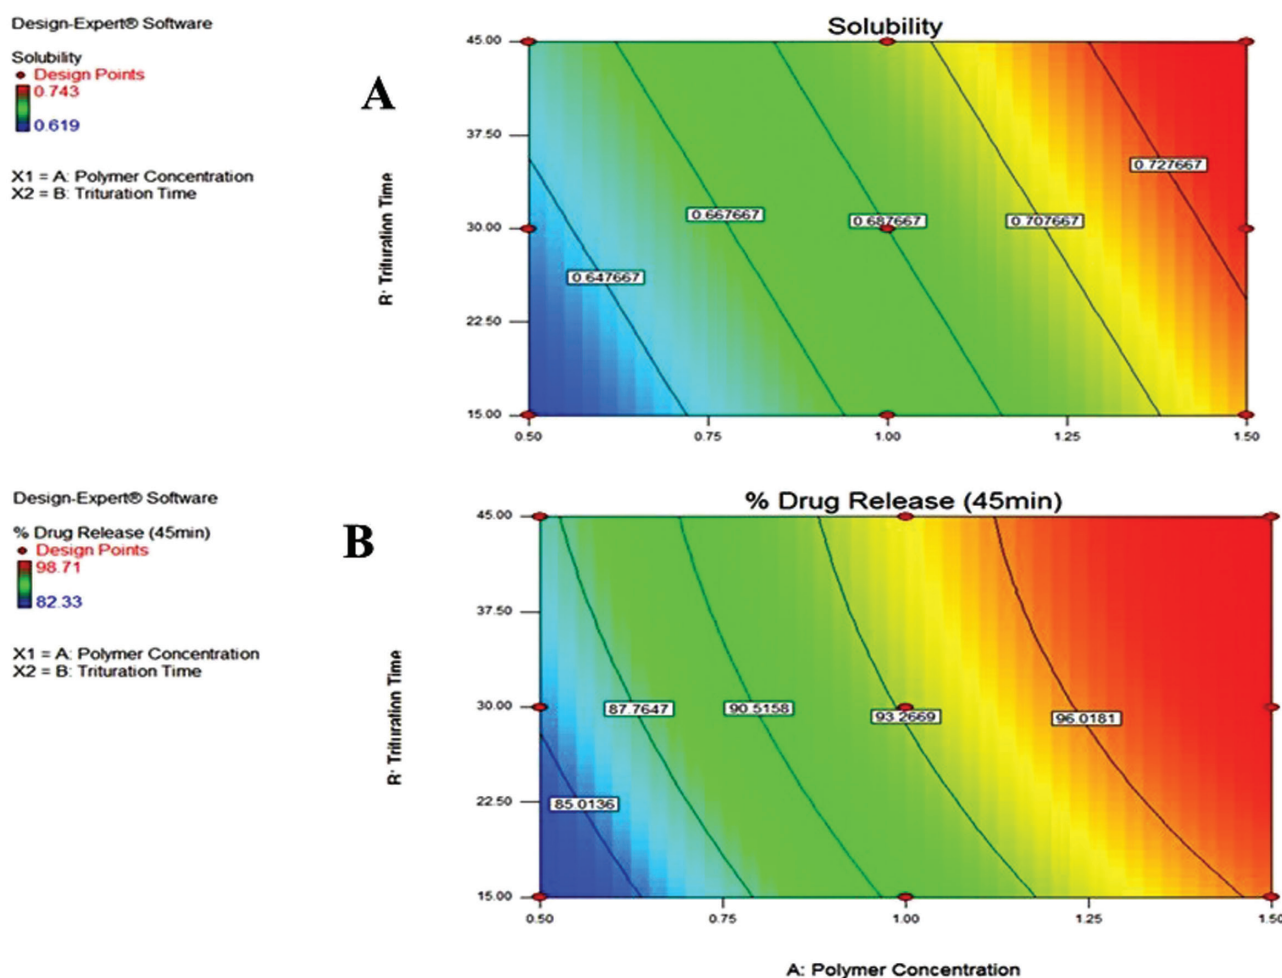 Design-Expert® Software
Solubility
Design Points
0.743
0.619
X1 = A: Polymer Concentration
X2 = B: Trituration Time
A
Solubility
45.00
37.50
30.00
22.50
15.00
0.50
0.75
1.00
1.25
1.50
Trituration Time
0.647667
0.667667
0.687667
0.707667
0.727667
Design-Expert® Software
% Drug Release (45min)
Design Points
98.71
82.33
X1 = A: Polymer Concentration
X2 = B: Trituration Time
B
% Drug Release (45min)
45.00
37.50
30.00
22.50
15.00
0.50
0.75
1.00
1.25
1.50
Trituration Time
85.0136
87.7647
90.5158
93.2669
96.0181
A: Polymer Concentration